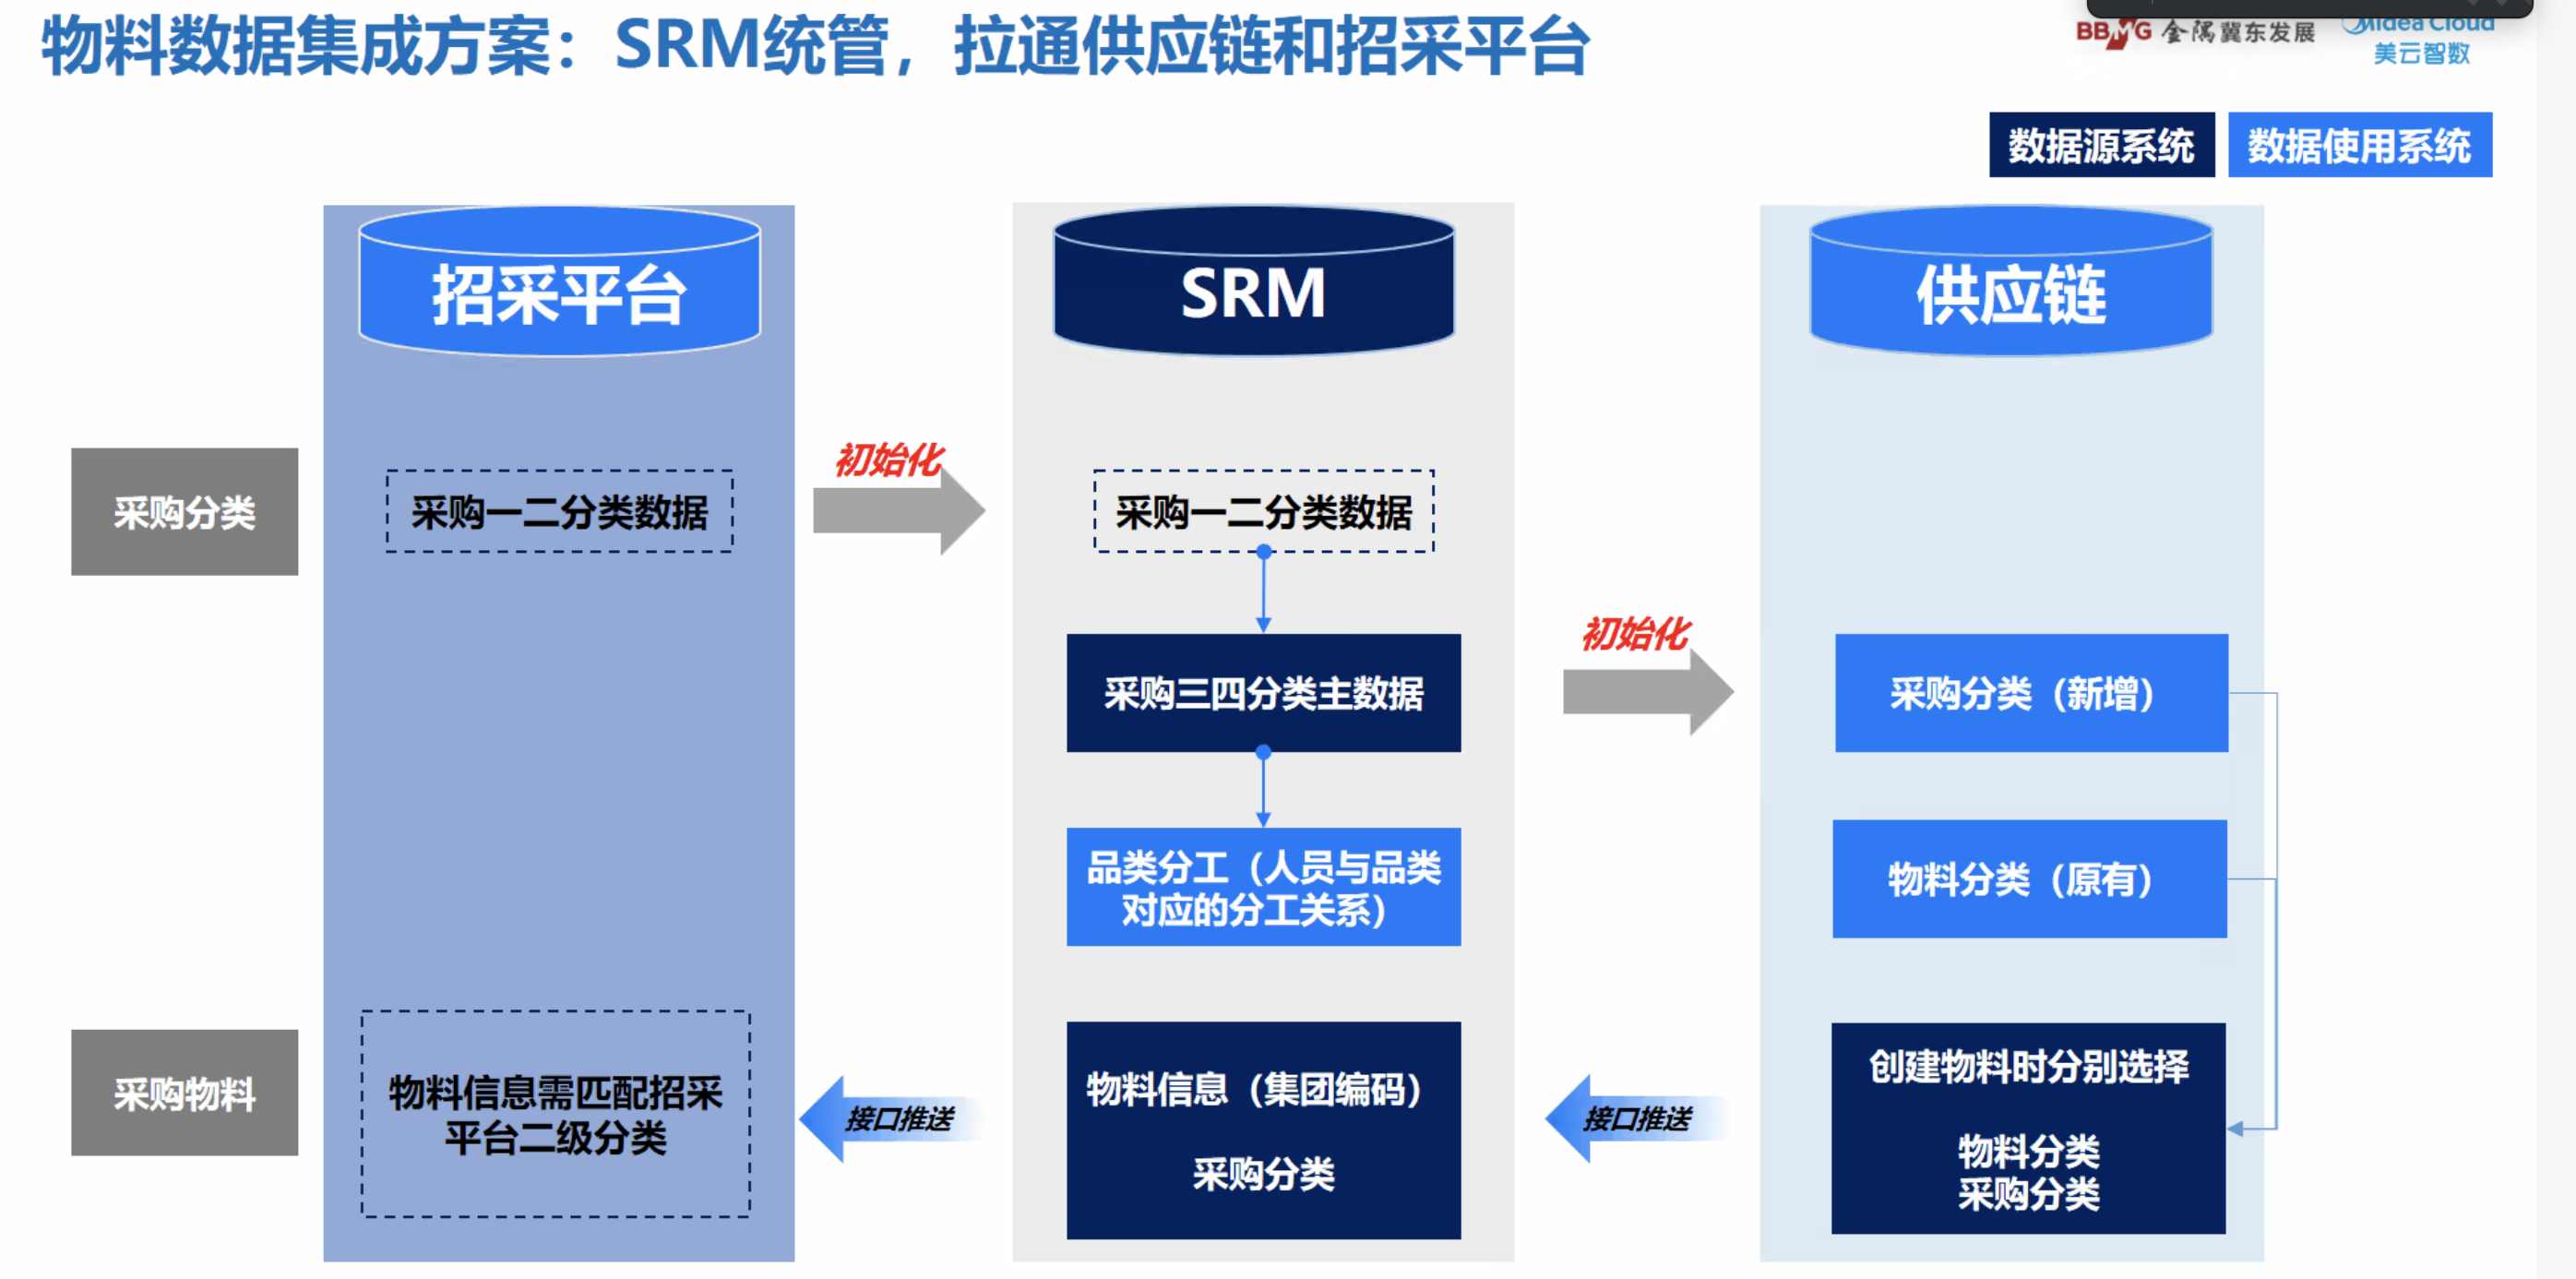 物料数据集成方案：SRM统管，拉通供应链和招采平台
BBMG 金隅冀东发展
Midea Cloud
美云智数
数据源系统
数据使用系统
招采平台
SRM
供应链
采购分类
采购一二分类数据
初始化
采购一二分类数据
采购三四分类主数据
初始化
采购分类（新增）
品类分工（人员与品类
对应的分工关系）
物料分类（原有）
采购物料
物料信息需匹配招采
平台二级分类
接口推送
物料信息（集团编码）
采购分类
接口推送
创建物料时分别选择
物料分类
采购分类